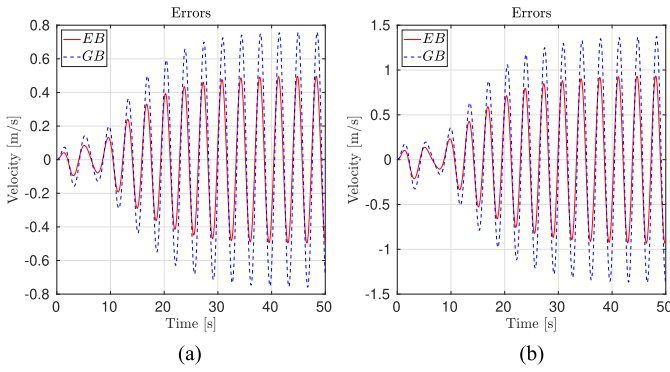 Errors
EB
GB
0.8
0.6
0.4
0.2
0
-0.2
-0.4
-0.6
-0.8
Velocity [m/s]
0 10 20 30 40 50
Time [s]
(a)
Errors
EB
GB
1.5
1
0.5
0
-0.5
-1
-1.5
Velocity [m/s]
0 10 20 30 40 50
Time [s]
(b)